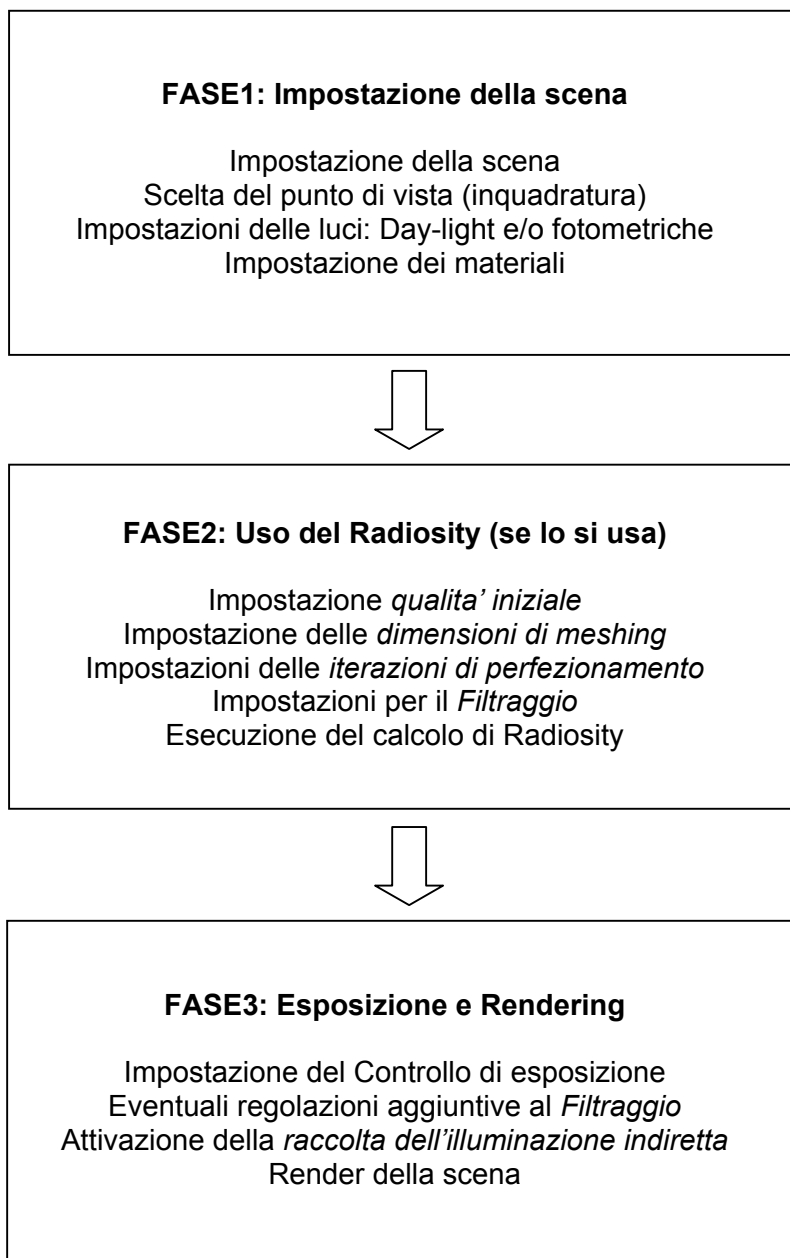 FASE1: Impostazione della scena
Impostazione della scena
Scelta del punto di vista (inquadratura)
Impostazioni delle luci: Day-light e/o fotometriche
Impostazione dei materiali
FASE2: Uso del Radiosity (se lo si usa)
Impostazione qualita’ iniziale
Impostazione delle dimensioni di meshing
Impostazioni delle iterazioni di perfezionamento
Impostazioni per il Filtraggio
Esecuzione del calcolo di Radiosity
FASE3: Esposizione e Rendering
Impostazione del Controllo di esposizione
Eventuali regolazioni aggiuntive al Filtraggio
Attivazione della raccolta dell’illuminazione indiretta
Render della scena